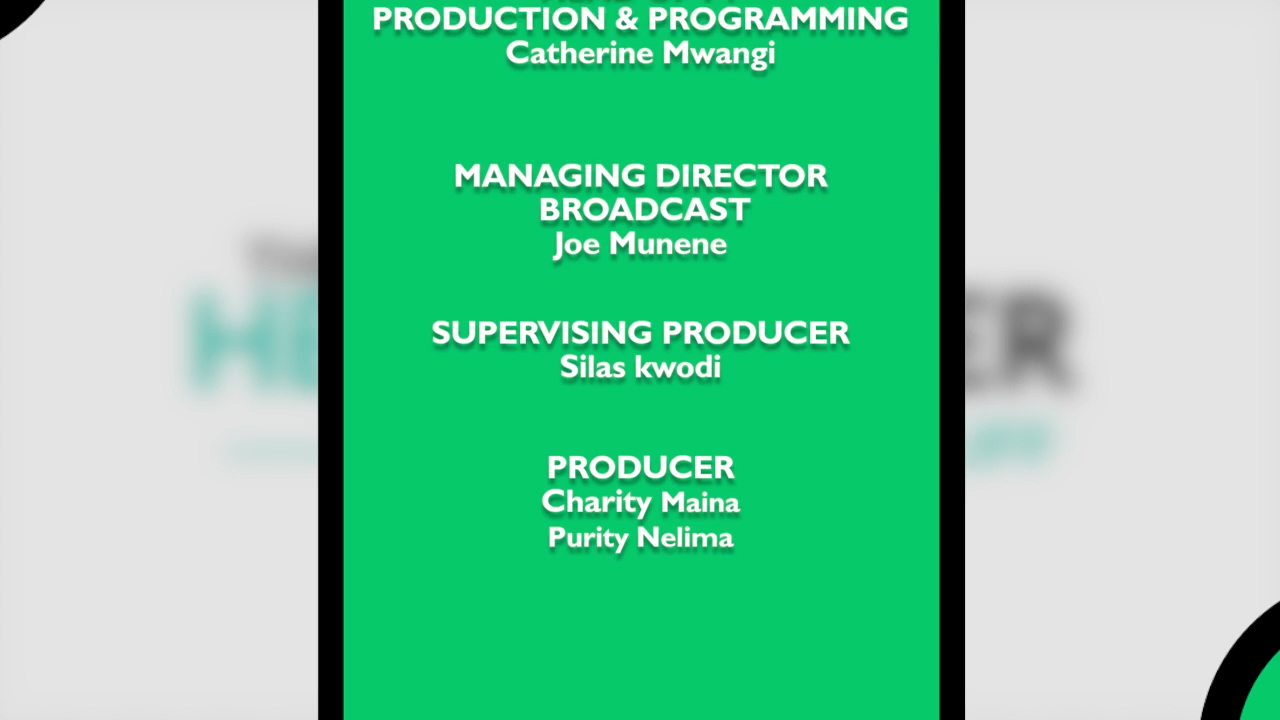 PRODUCTION & PROGRAMMING
Catherine Mwangi
MANAGING DIRECTOR
BROADCAST
Joe Munene
SUPERVISING PRODUCER
Silas kwodi
PRODUCER
Charity Maina
Purity Nelima